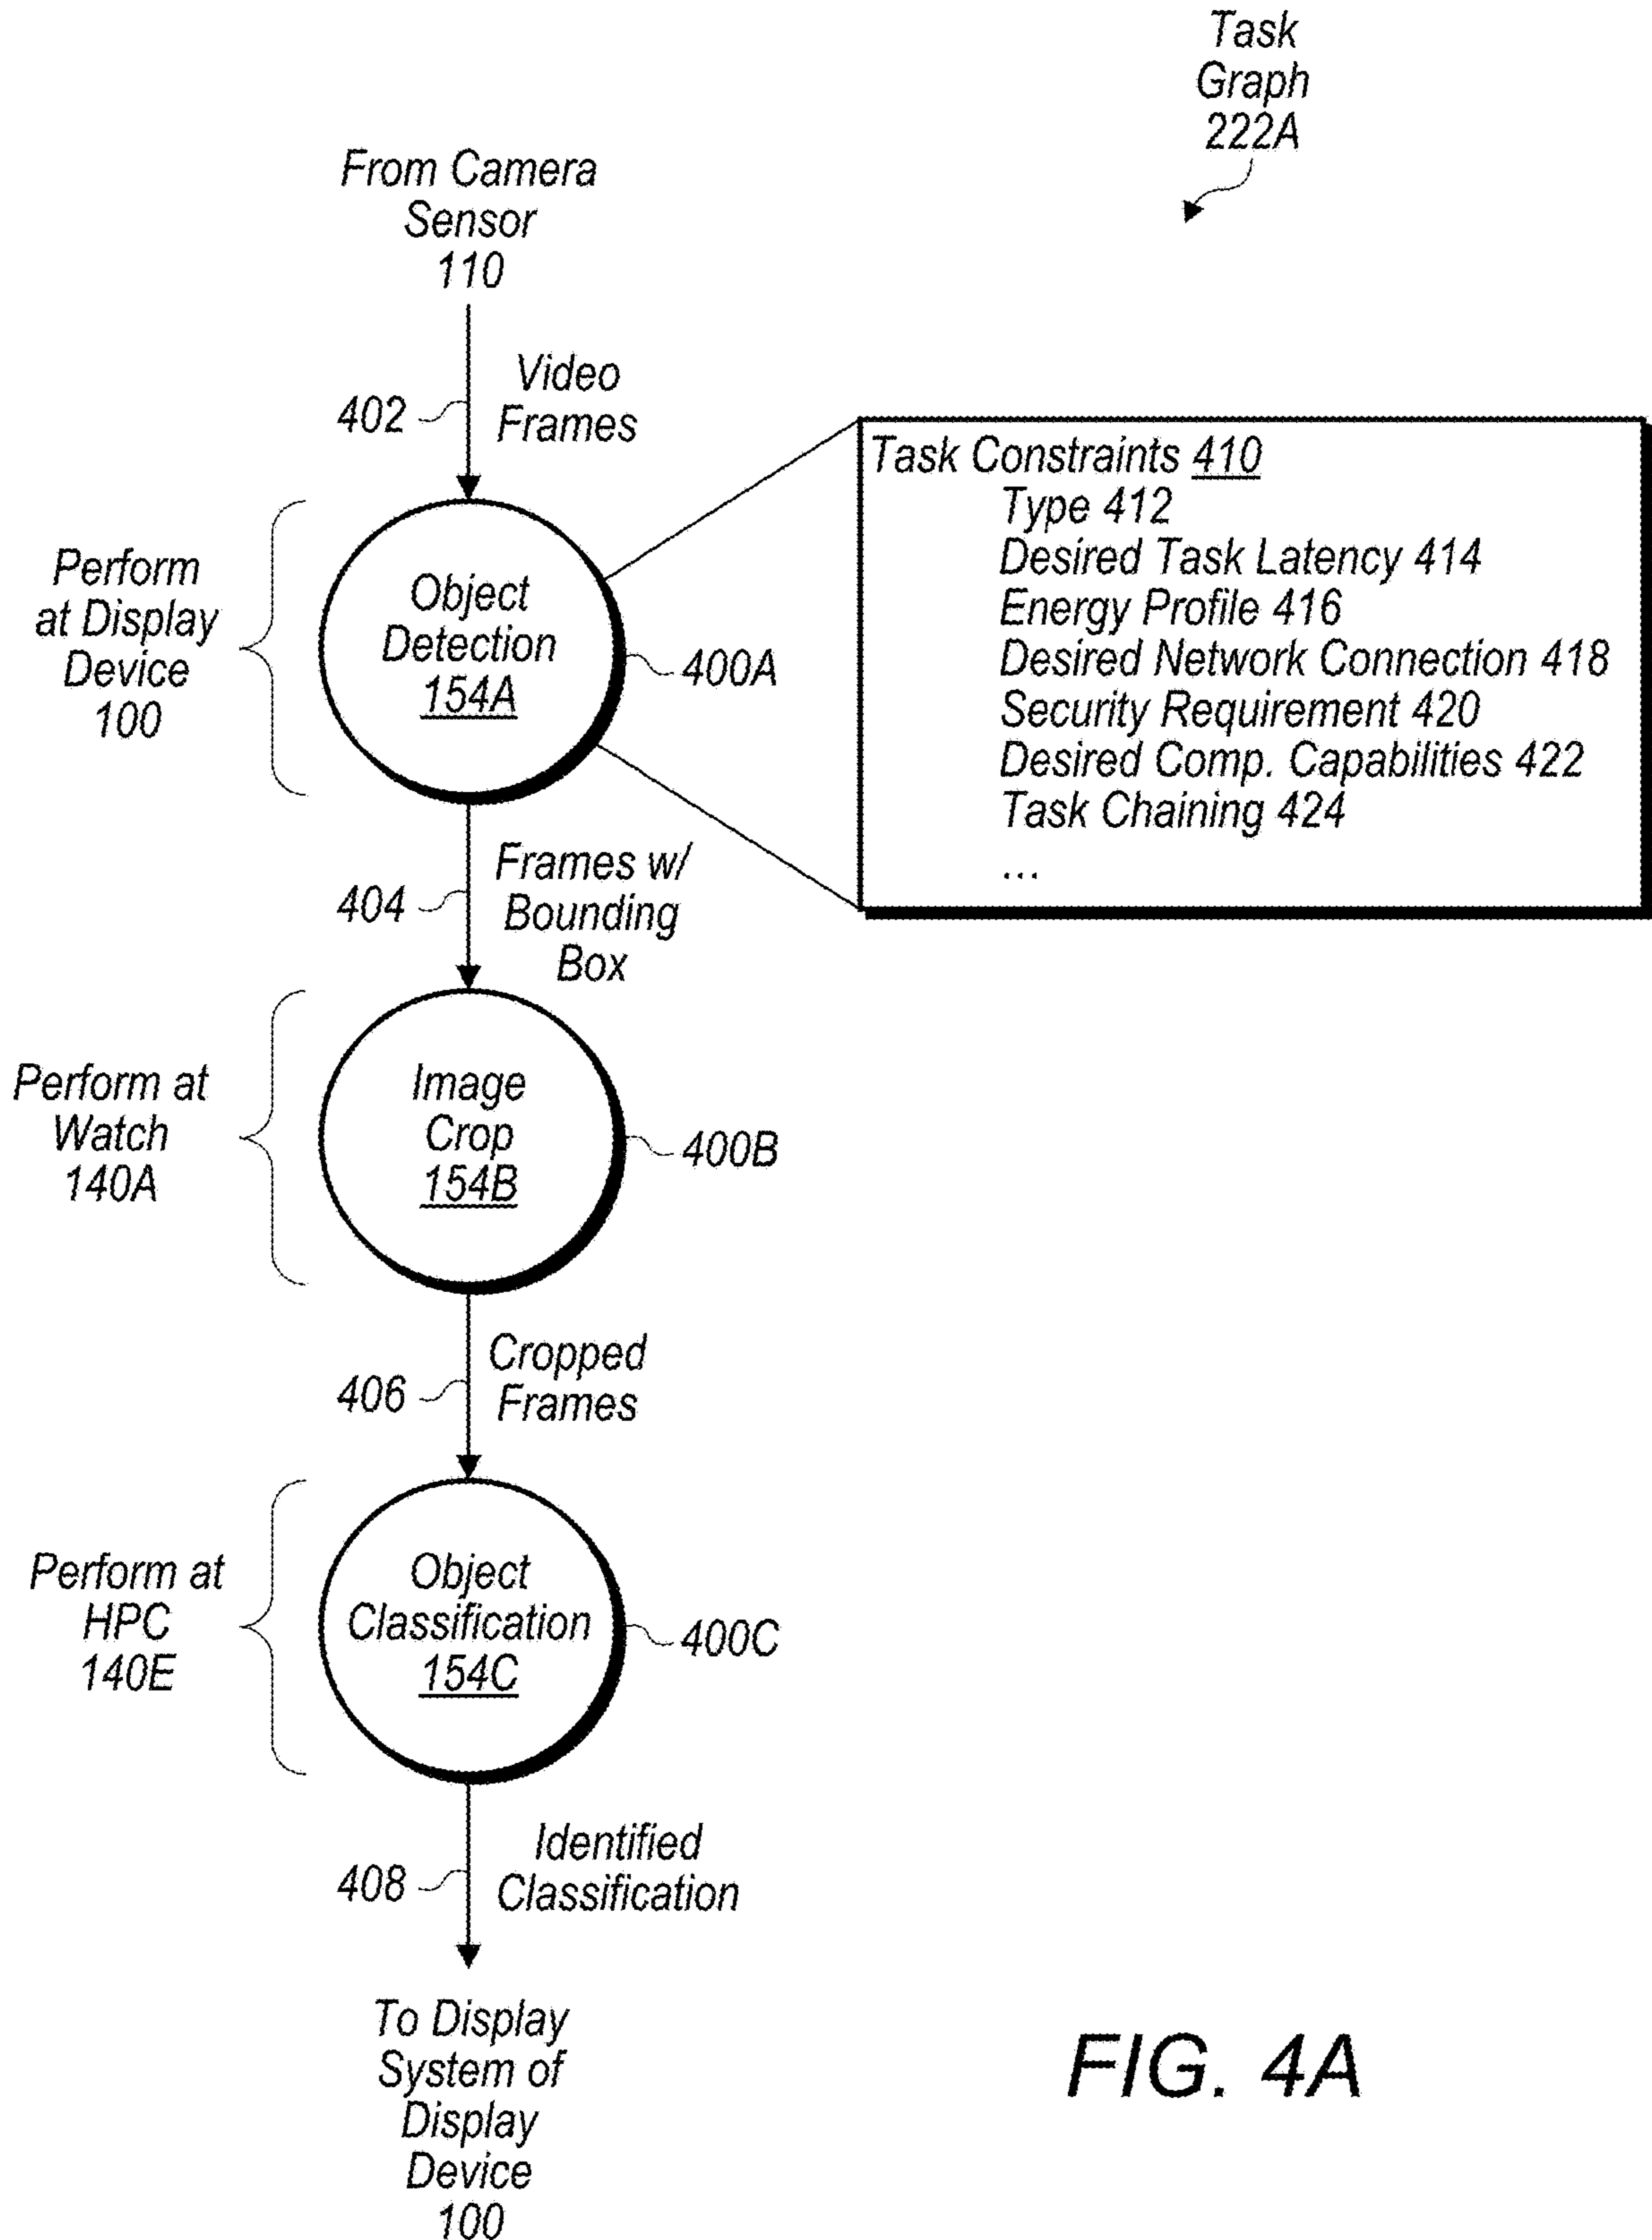 Task
Graph
222A
From Camera
Sensor
110
402
Video
Frames
Perform
at Display
Device
100
Object
Detection
154A
400A
Task Constraints 410
Type 412
Desired Task Latency 414
Energy Profile 416
Desired Network Connection 418
Security Requirement 420
Desired Comp. Capabilities 422
Task Chaining 424
...
404
Frames w/
Bounding
Box
Perform at
Watch
140A
Image
Crop
154B
400B
406
Cropped
Frames
Perform at
HPC
140E
Object
Classification
154C
400C
408
Identified
Classification
To Display
System of
Display
Device
100
FIG. 4A